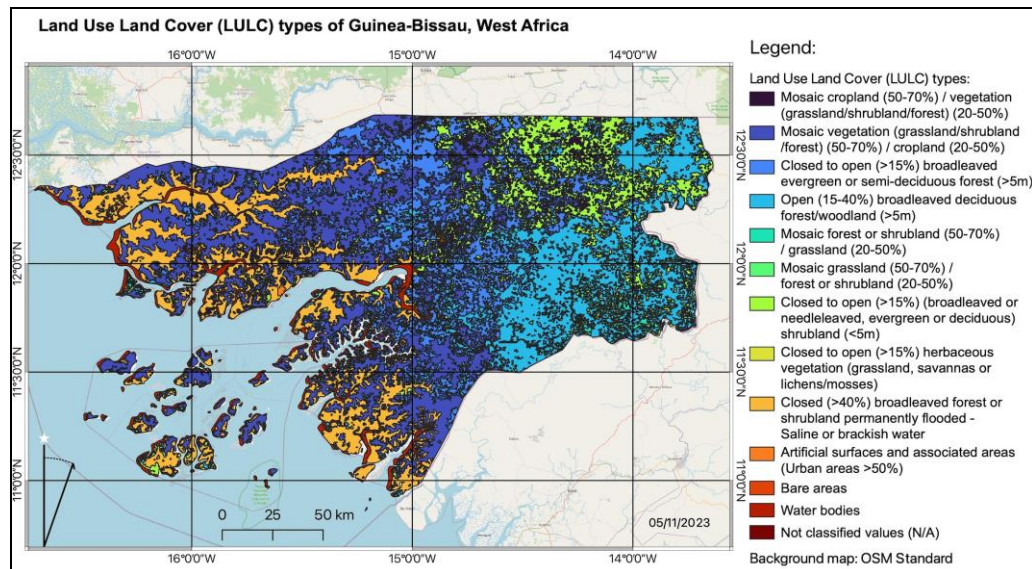 Land Use Land Cover (LULC) types of Guinea-Bissau, West Africa
16°0'0"W
15°0'0"W
14°0'0"W
12°30'0"N
12°0'0"N
11°30'0"N
11°0'0"N
12°30'0"N
12°0'0"N
11°30'0"N
11°0'0"N
0 25 50 km
05/11/2023
16°0'0"W
15°0'0"W
14°0'0"W
Legend:
Land Use Land Cover (LULC) types:
Mosaic cropland (50-70%) / vegetation
(grassland/shrubland/forest) (20-50%)
Mosaic vegetation (grassland/shrubland
/forest) (50-70%) / cropland (20-50%)
Closed to open (>15%) broadleaved
evergreen or semi-deciduous forest (>5m)
Open (15-40%) broadleaved deciduous
forest/woodland (>5m)
Mosaic forest or shrubland (50-70%)
/ grassland (20-50%)
Mosaic grassland (50-70%) /
forest or shrubland (20-50%)
Closed to open (>15%) (broadleaved or
needleleaved, evergreen or deciduous)
shrubland (<5m)
Closed to open (>15%) herbaceous
vegetation (grassland, savannas or
lichens/mosses)
Closed (>40%) broadleaved forest or
shrubland permanently flooded -
Saline or brackish water
Artificial surfaces and associated areas
(Urban areas >50%)
Bare areas
Water bodies
Not classified values (N/A)
Background map: OSM Standard